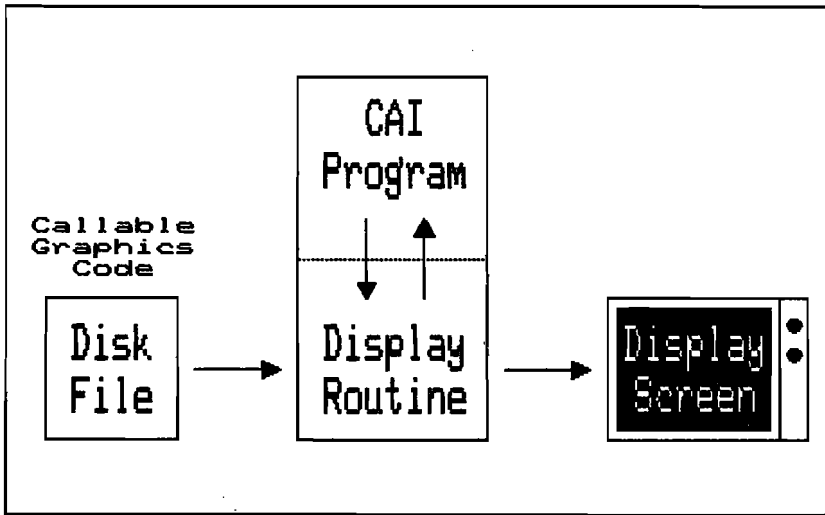 CAI
Program
Callable
Graphics
Code
Disk
File
Display
Routine
Display
Screen